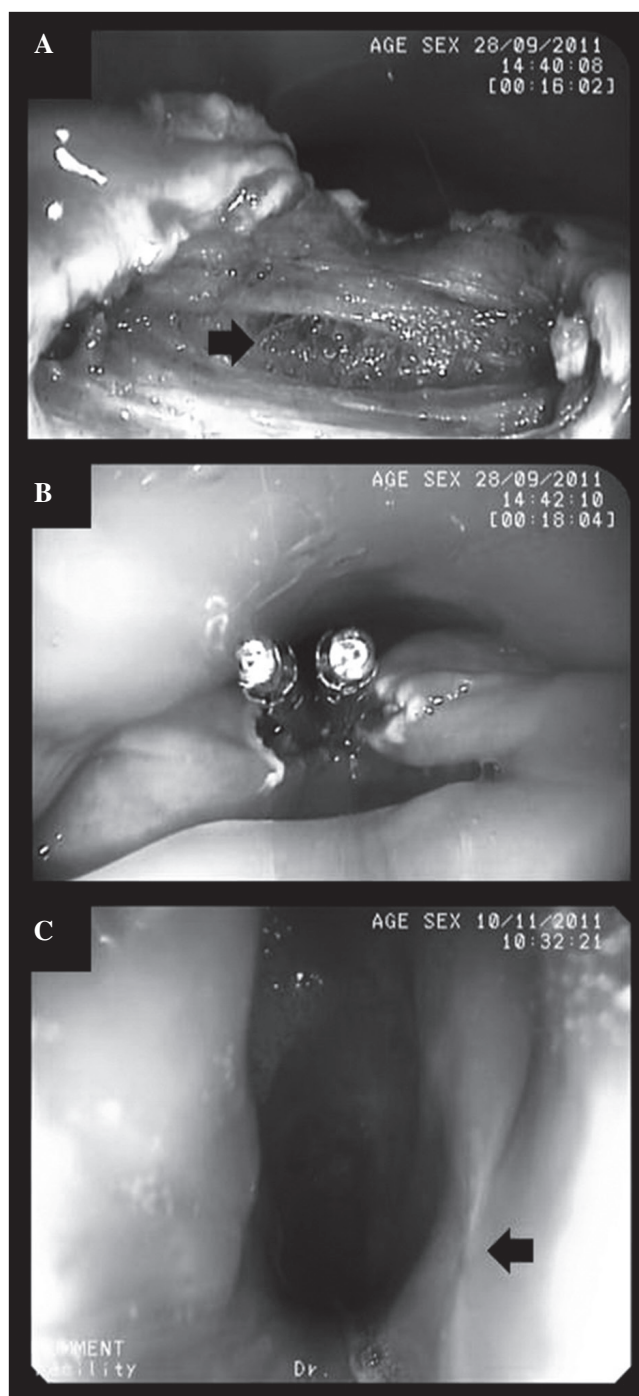 A
AGE SEX 28/09/2011
14:40:08
[00:16:02]
B
AGE SEX 28/09/2011
14:42:10
[00:18:04]
C
AGE SEX 10/11/2011
10:32:21
Dr.